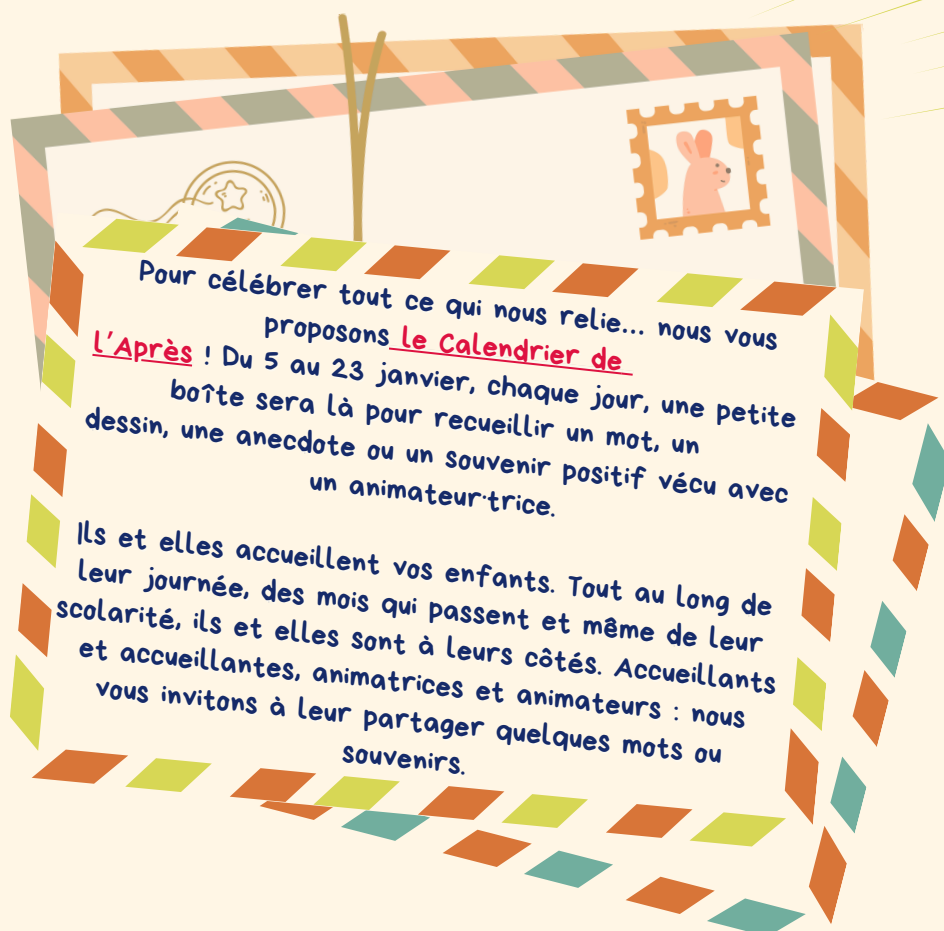 Pour célébrer tout ce qui nous relie... nous vous
proposons le Calendrier de
l'Après ! Du 5 au 23 janvier, chaque jour, une petite
boîte sera là pour recueillir un mot, un
dessin, une anecdote ou un souvenir positif vécu avec
un animateur·trice.
Ils et elles accueillent vos enfants. Tout au long de
leur journée, des mois qui passent et même de leur
scolarité, ils et elles sont à leurs côtés. Accueillants
et accueillantes, animatrices et animateurs : nous
vous invitons à leur partager quelques mots ou
souvenirs.